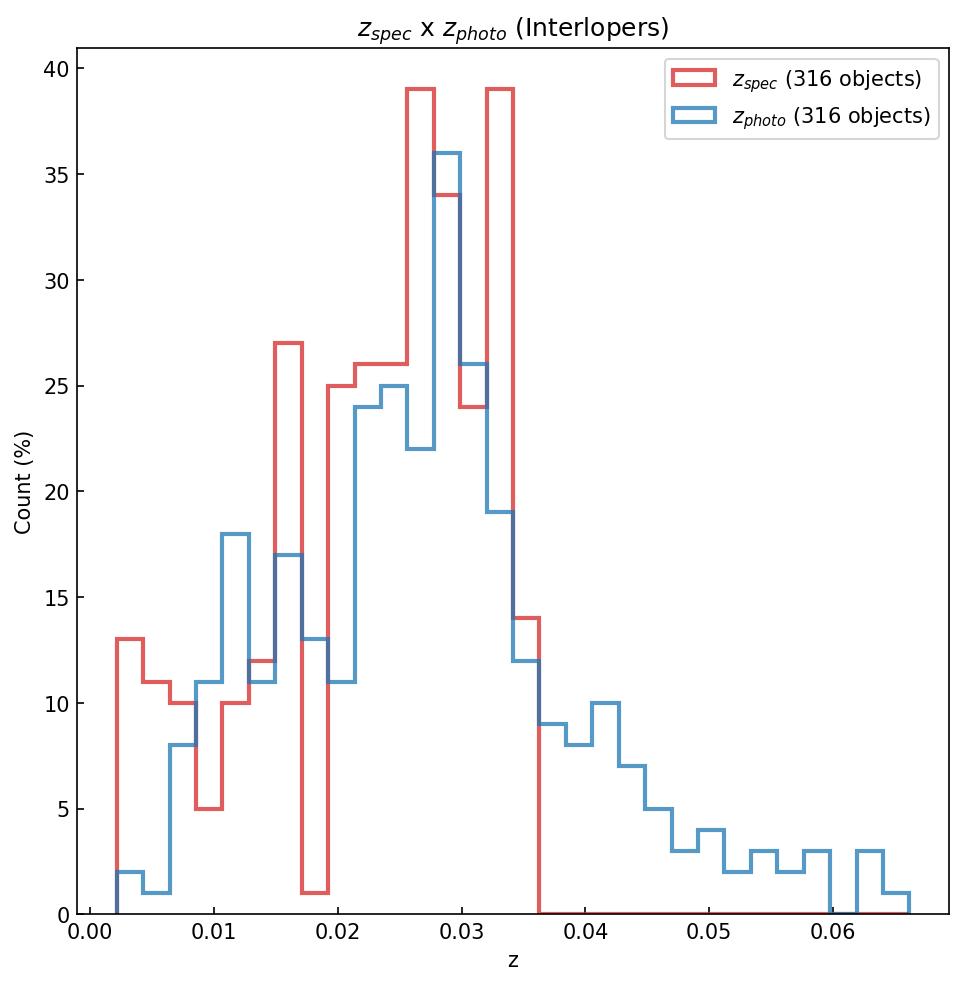 z_spec x z_photo (Interlopers)
z_spec (316 objects)
z_photo (316 objects)
Count (%)
40
35
30
25
20
15
10
5
0
0.00 0.01 0.02 0.03 0.04 0.05 0.06
z